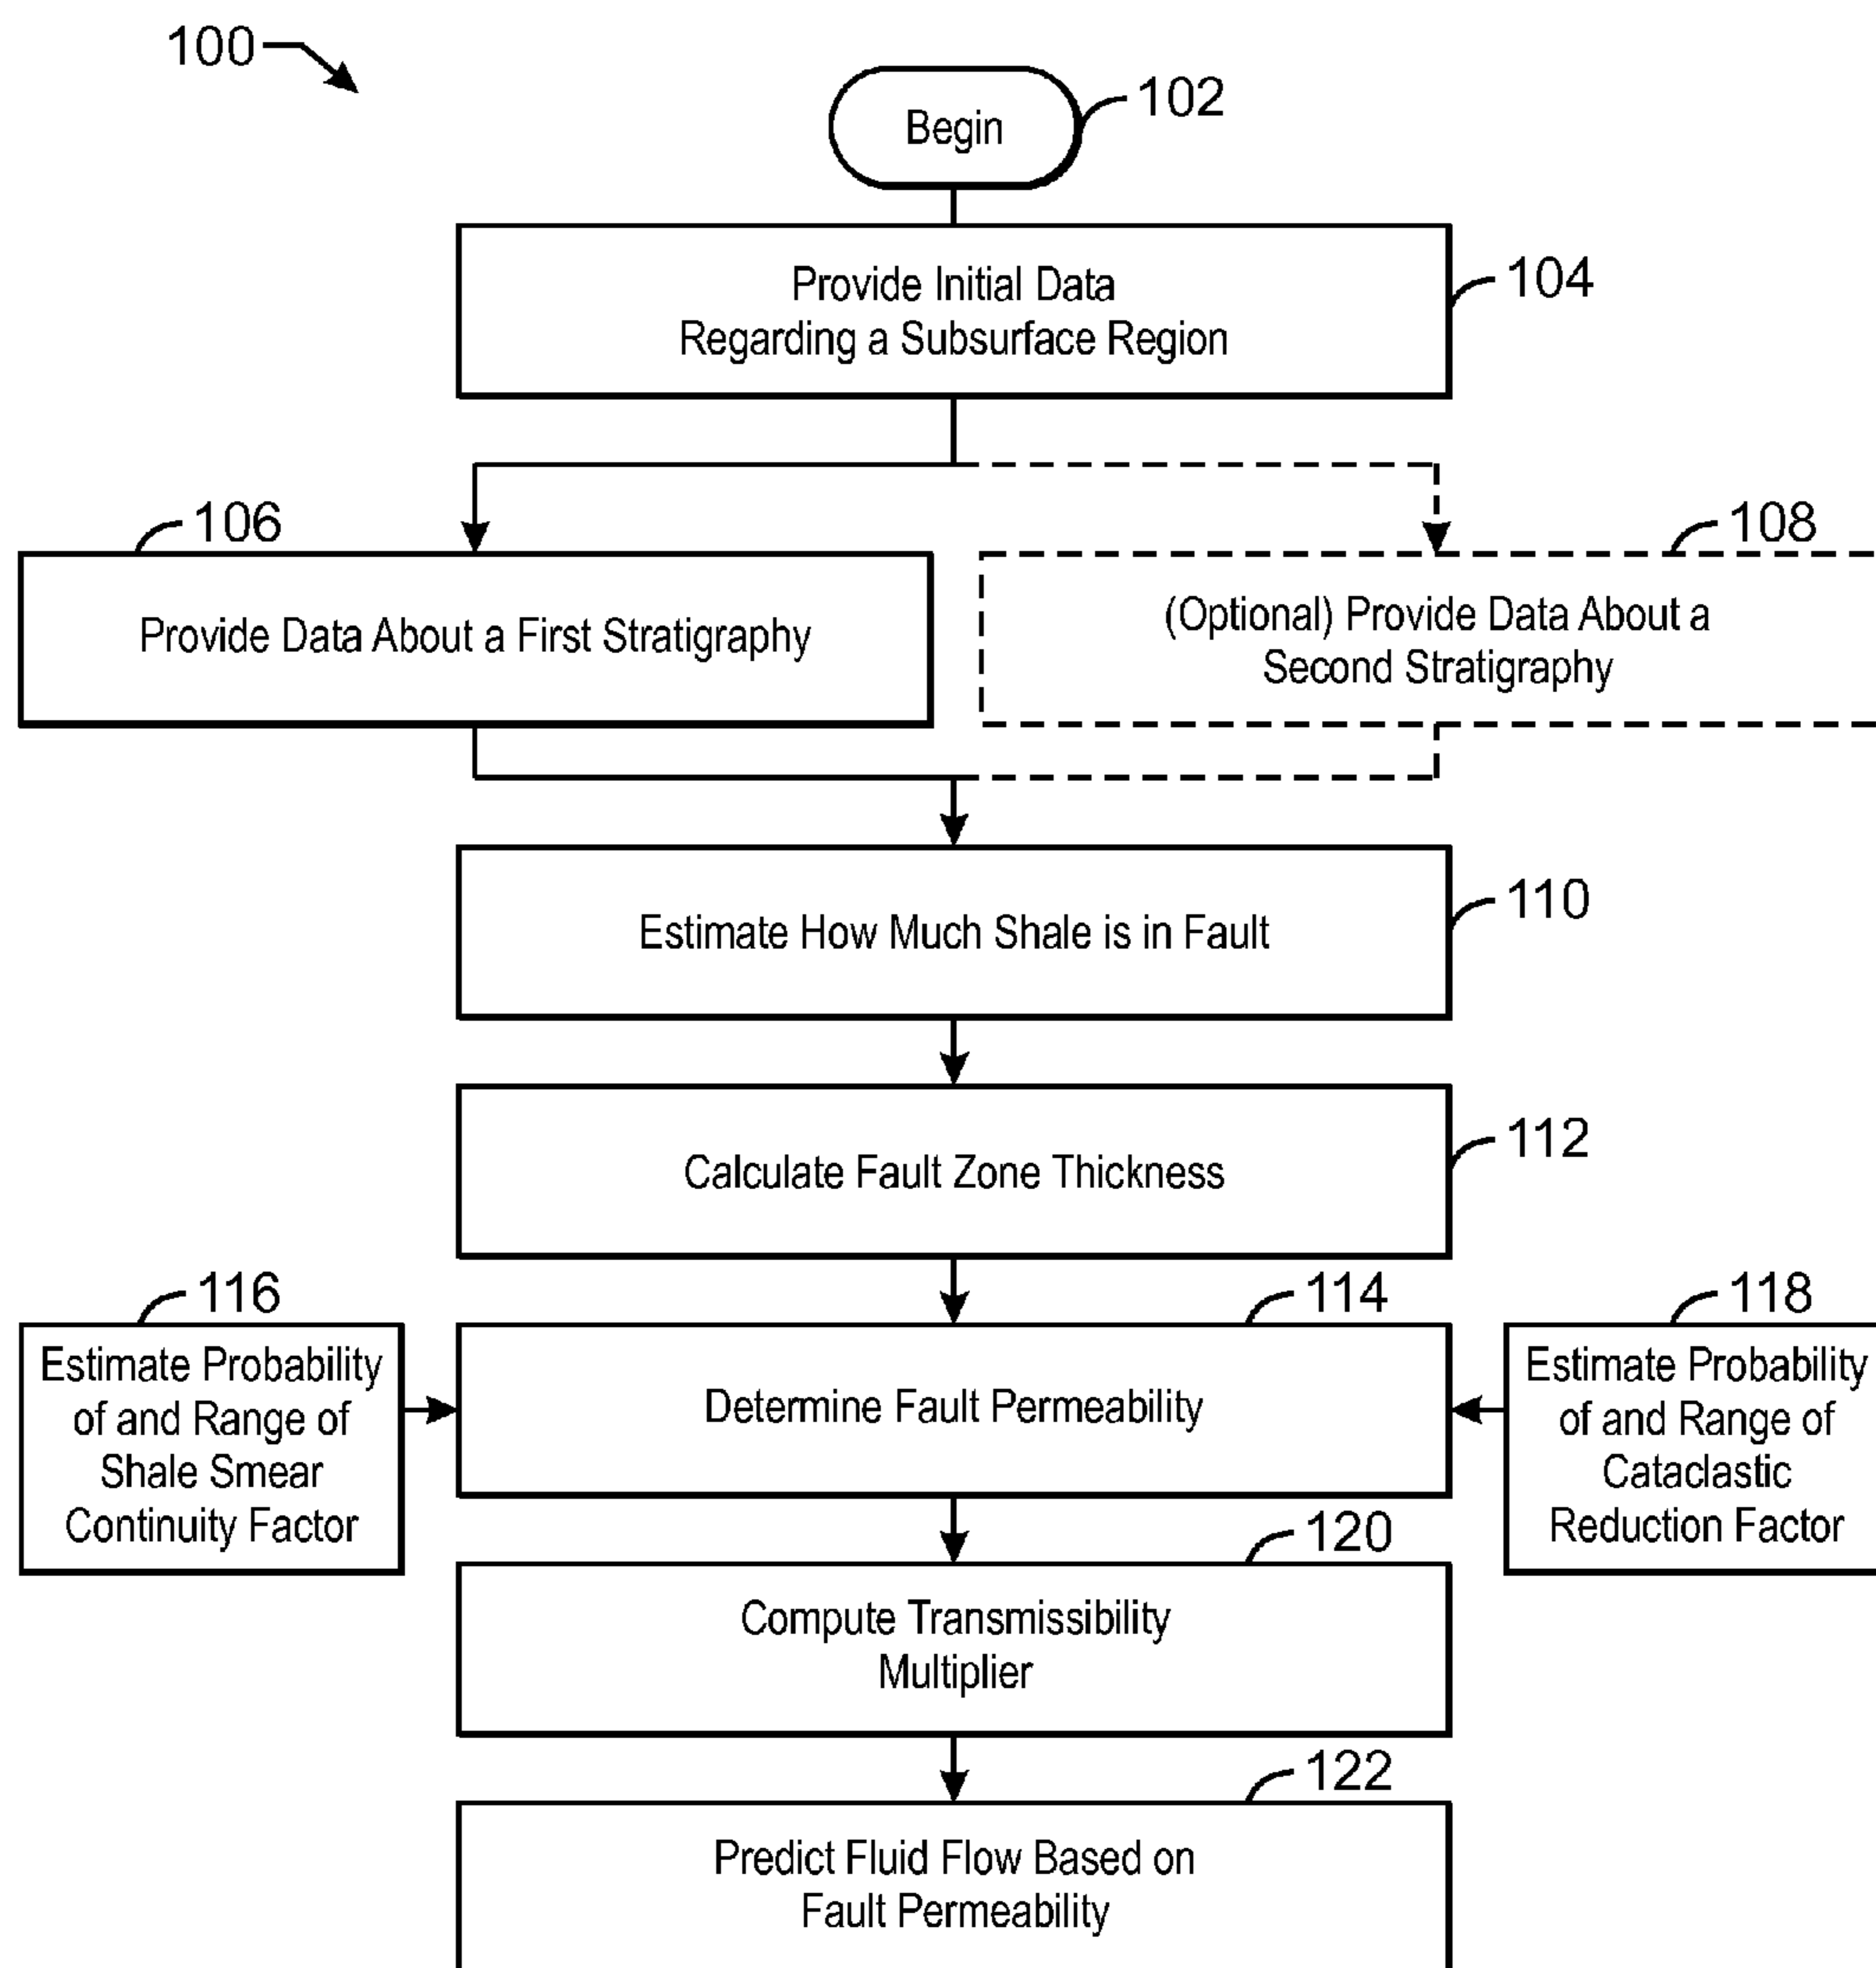 100
Begin
102
Provide Initial Data
Regarding a Subsurface Region
104
106
Provide Data About a First Stratigraphy
108
(Optional) Provide Data About a
Second Stratigraphy
Estimate How Much Shale is in Fault
110
Calculate Fault Zone Thickness
112
116
Estimate Probability
of and Range of
Shale Smear
Continuity Factor
114
Determine Fault Permeability
118
Estimate Probability
of and Range of
Cataclastic
Reduction Factor
120
Compute Transmissibility
Multiplier
122
Predict Fluid Flow Based on
Fault Permeability